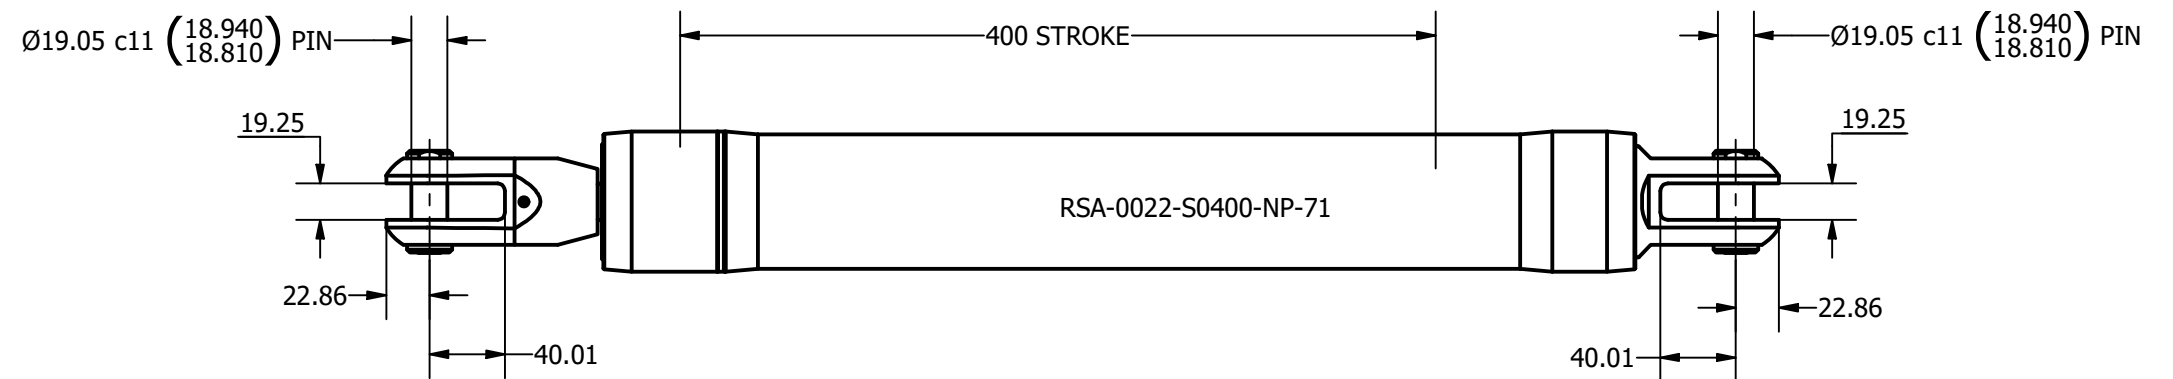 Ø19.05 c11 (18.940 18.810) PIN
400 STROKE
Ø19.05 c11 (18.940 18.810) PIN
19.25
19.25
RSA-0022-S0400-NP-71
22.86
22.86
40.01
40.01